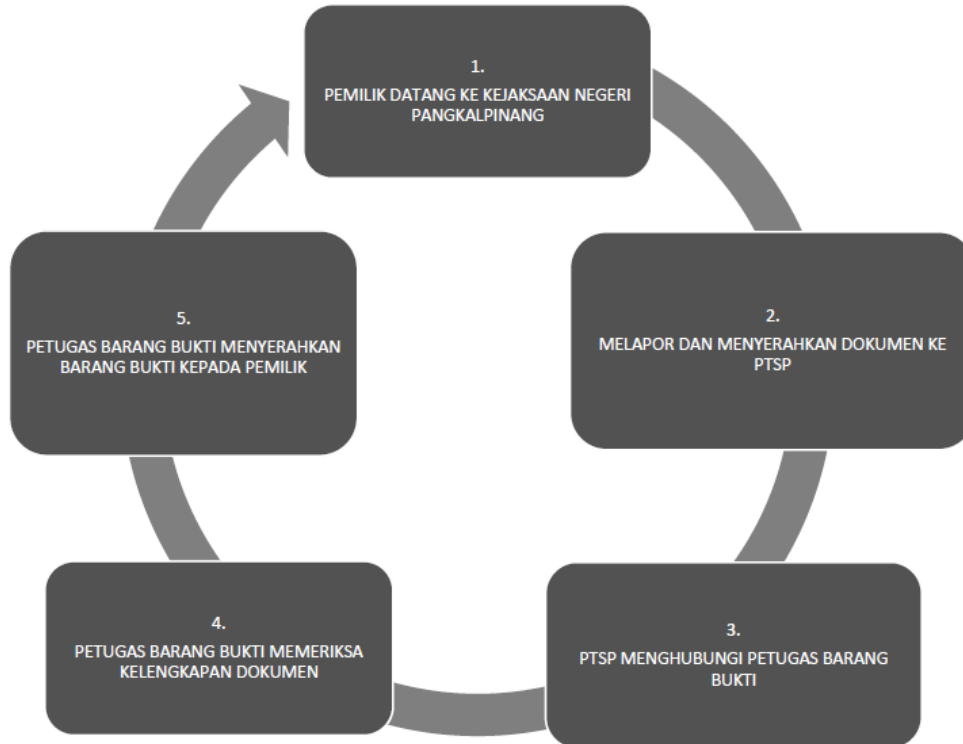 1.
PEMILIK DATANG KE KEJAKSAAN NEGERI
PANGKALPINANG
2.
MELAPOR DAN MENYERAHKAN DOKUMEN KE
PTSP
3.
PTSP MENGHUBUNGI PETUGAS BARANG
BUKTI
4.
PETUGAS BARANG BUKTI MEMERIKSA
KELENGKAPAN DOKUMEN
5.
PETUGAS BARANG BUKTI MENYERAHKAN
BARANG BUKTI KEPADA PEMILIK